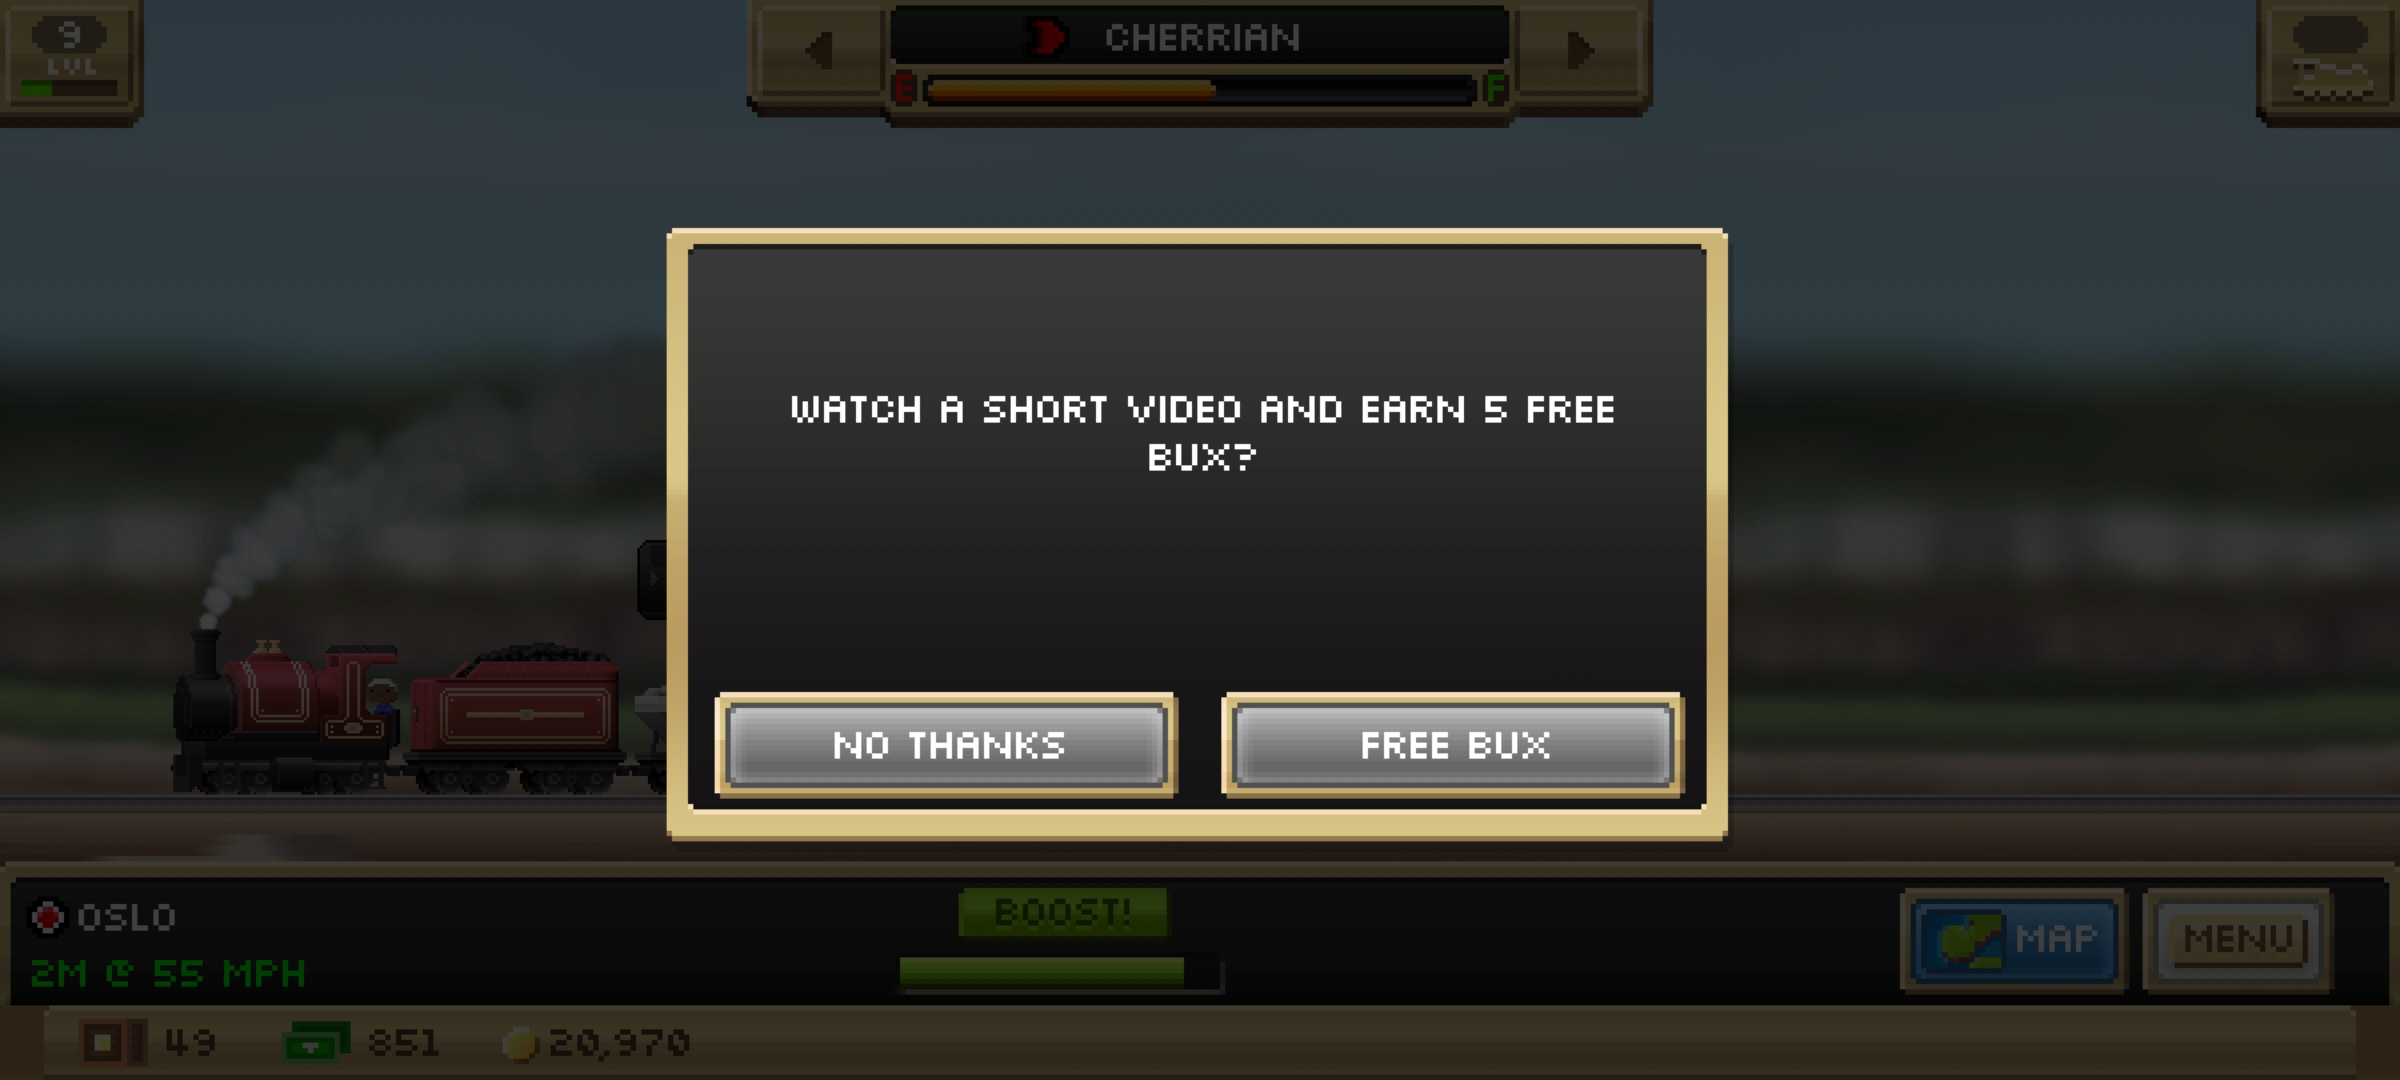 9
LVL
CHERRIAN
E F
WATCH A SHORT VIDEO AND EARN 5 FREE
BUX?
NO THANKS FREE BUX
OSLO
2M @ 55 MPH
BOOST!
MAP MENU
49 851 20,970